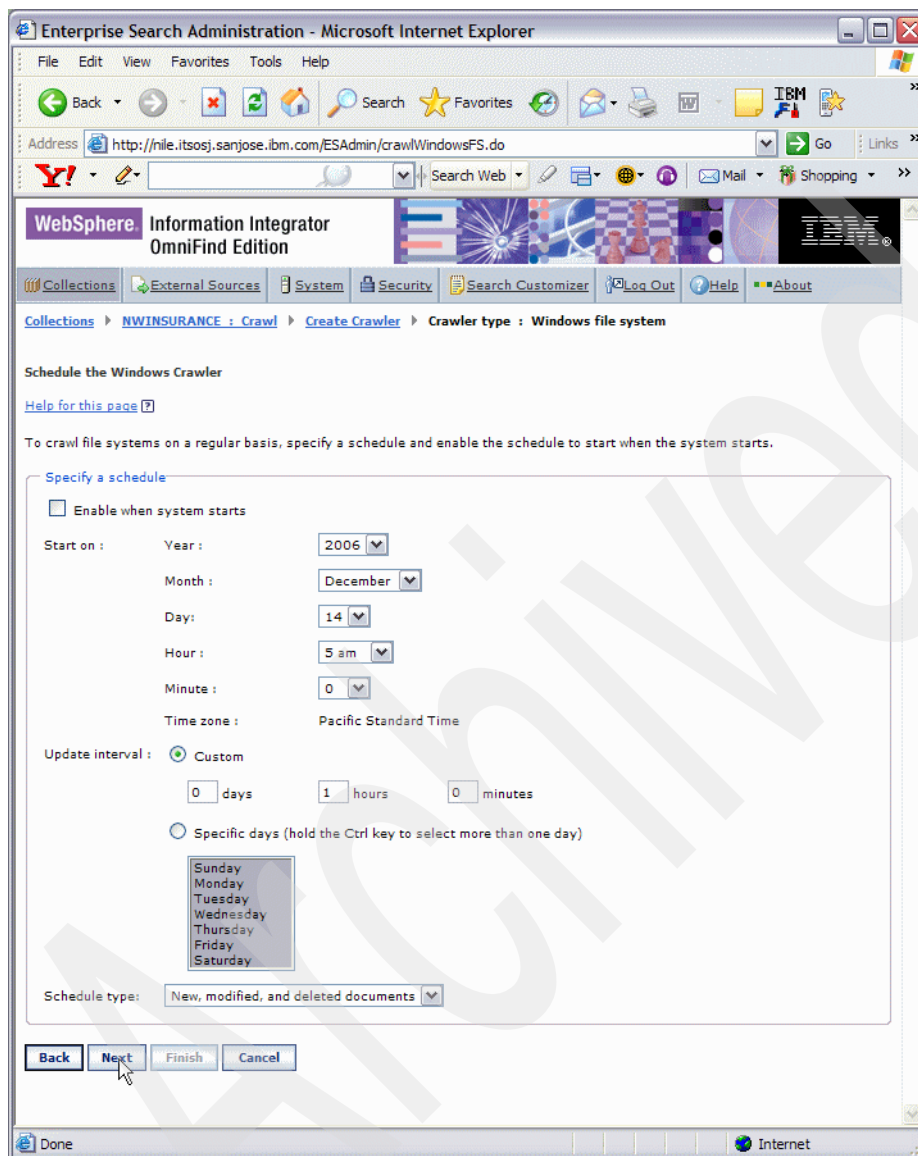 Enterprise Search Administration - Microsoft Internet Explorer
File Edit View Favorites Tools Help
Back Search Favorites IBM
Address http://nile.itsosj.sanjose.ibm.com/ESAdmin/crawlWindowsFS.do Go Links »
Y! Search Web Mail Shopping »
WebSphere. Information Integrator
OmniFind Edition
IBM®
Collections External Sources System Security Search Customizer Log Out Help About
Collections NWINSURANCE : Crawl Create Crawler Crawler type : Windows file system
Schedule the Windows Crawler
Help for this page ?
To crawl file systems on a regular basis, specify a schedule and enable the schedule to start when the system starts.
Specify a schedule
Enable when system starts
Start on : Year : 2006
Month : December
Day: 14
Hour : 5 am
Minute : 0
Time zone : Pacific Standard Time
Update interval : Custom
0 days 1 hours 0 minutes
Specific days (hold the Ctrl key to select more than one day)
Sunday
Monday
Tuesday
Wednesday
Thursday
Friday
Saturday
Schedule type: New, modified, and deleted documents
Back Next Finish Cancel
Done Internet
Archived